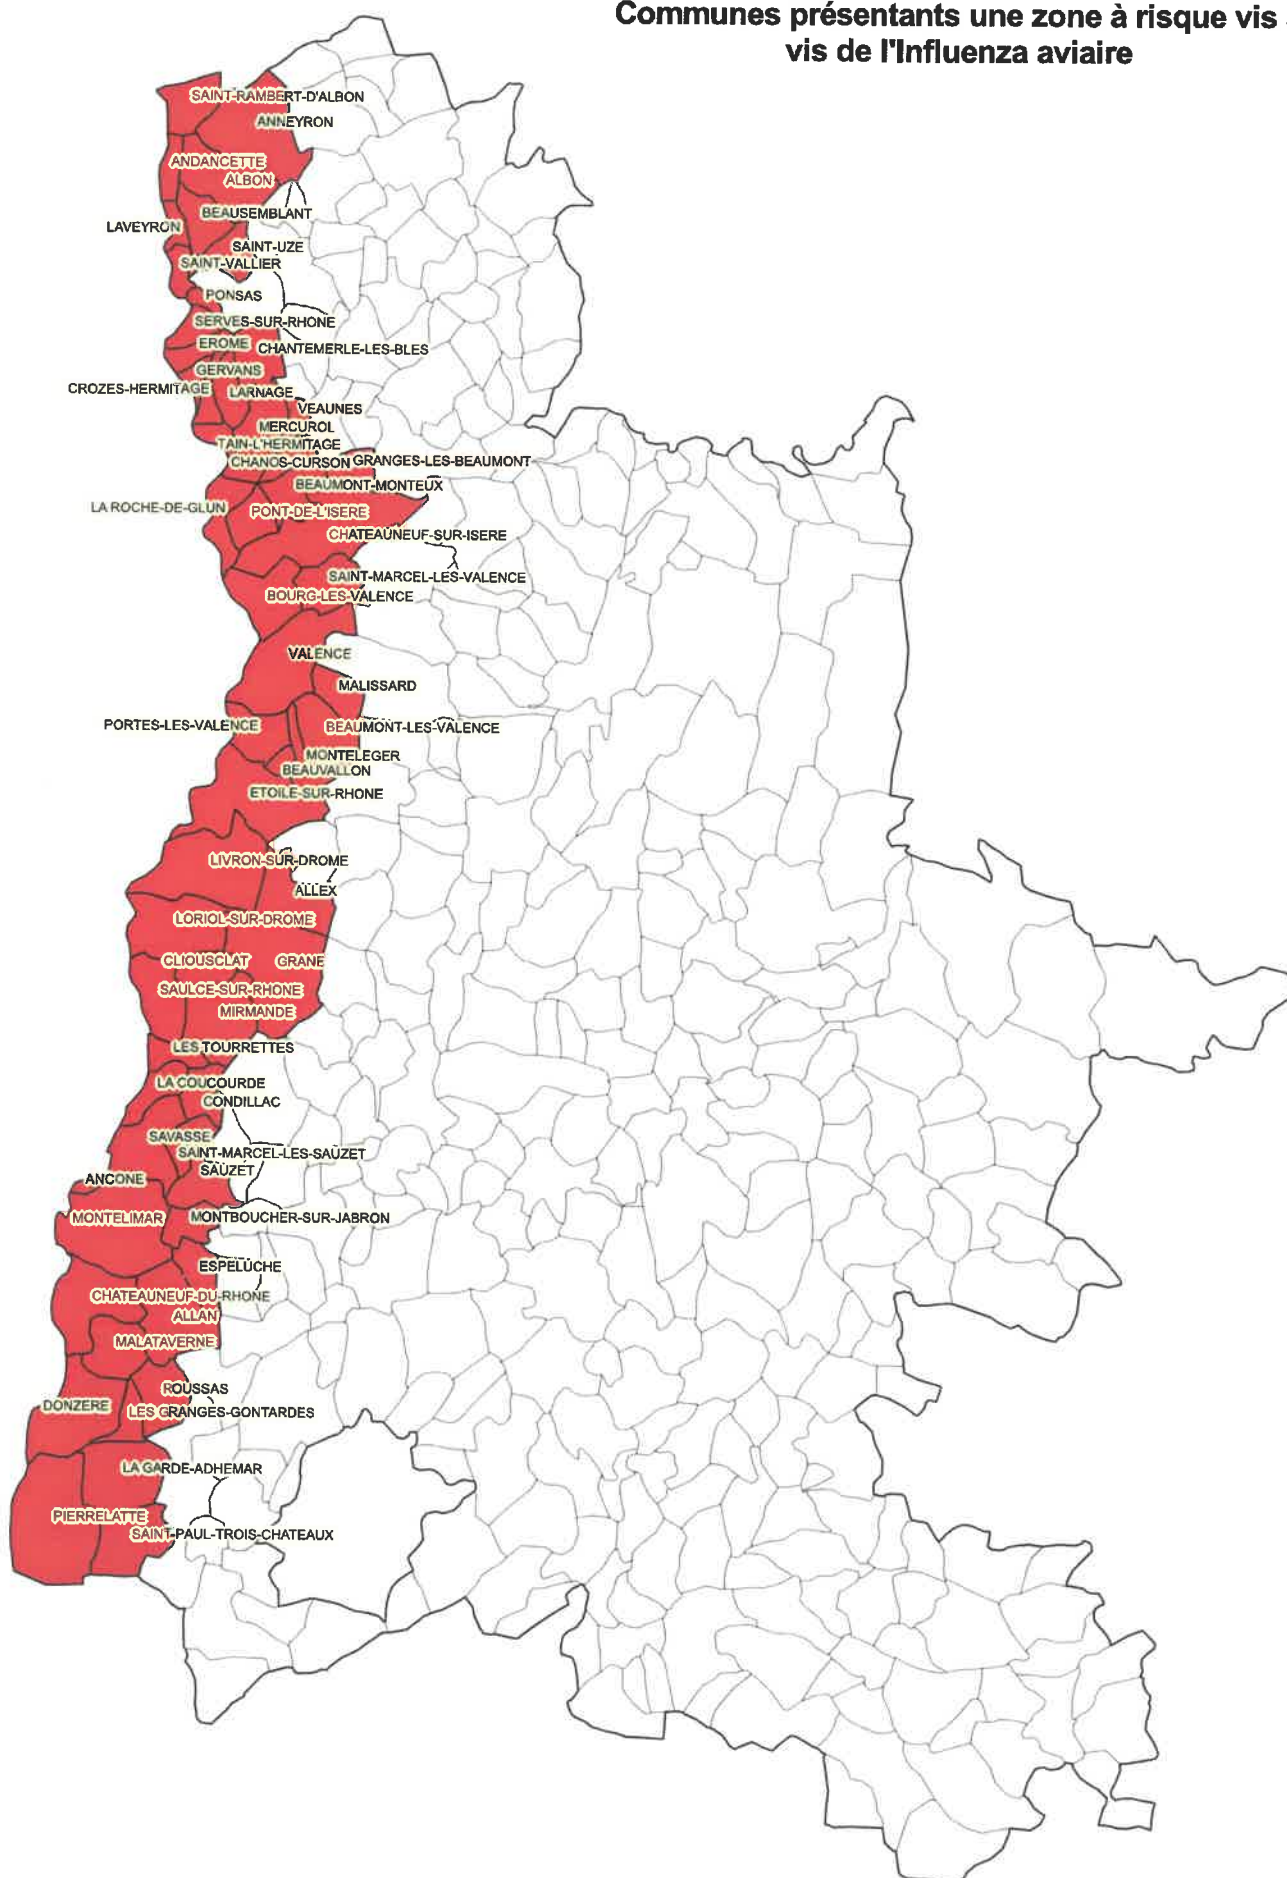 Communes présentants une zone à risque vis
vis de l'Influenza aviaire
SAINT-RAMBERT-D'ALBON
ANNEYRON
ANDANCETTE
ALBON
BEAUSEMBLANT
LAVEYRON
SAINT-UZE
SAINT-VALLIER
PONSAS
SERVES-SUR-RHONE
EROME
CHANTEMERLE-LES-BLES
GERVANS
CROZES-HERMITAGE
LARNAGE
VEAUNES
MERCUROL
TAIN-L'HERMITAGE
CHANOS-CURSON
GRANGES-LES-BEAUMONT
BEAUMONT-MONTEUX
LA ROCHE-DE-GLUN
PONT-DE-L'ISERE
CHATEAUNEUF-SUR-ISERE
SAINT-MARCEL-LES-VALENCE
BOURG-LES-VALENCE
VALENCE
MALISSARD
PORTES-LES-VALENCE
BEAUMONT-LES-VALENCE
MONTELEGER
BEAUVALLON
ETOILE-SUR-RHONE
LIVRON-SUR-DROME
ALLEX
LORIOL-SUR-DROME
CLIOUSCLAT
GRANE
SAULCE-SUR-RHONE
MIRMANDE
LES TOURRETTES
LA COUCOURDE
CONDILLAC
SAVASSE
SAINT-MARCEL-LES-SAUZET
SAUZET
ANCONE
MONTELIMAR
MONTBOUCHER-SUR-JABRON
ESPELUCHE
CHATEAUNEUF-DU-RHONE
ALLAN
MALATAVERNE
ROUSSAS
DONZERE
LES GRANGES-GONTARDES
LA GARDE-ADHEMAR
PIERRELATTE
SAINT-PAUL-TROIS-CHATEAUX